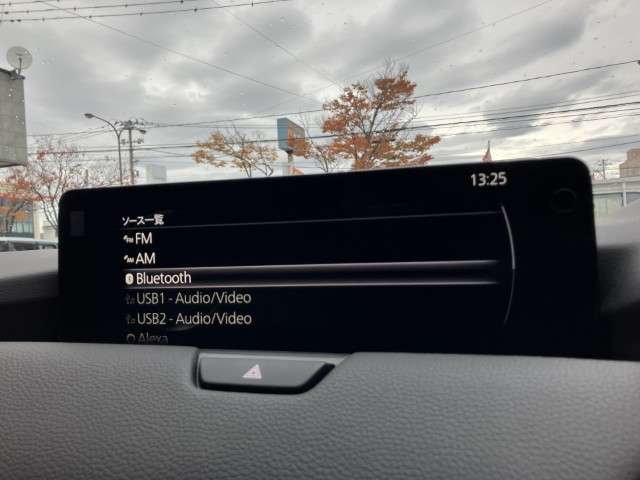 13:25
ソース一覧
FM
AM
Bluetooth
USB1 - Audio/Video
USB2 - Audio/Video
Alexa